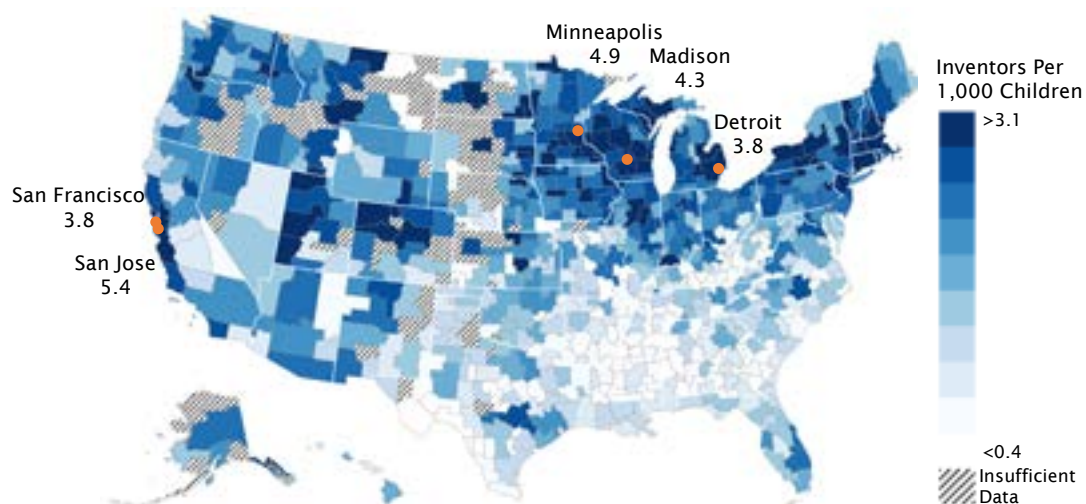 Minneapolis
4.9
Madison
4.3
Detroit
3.8
San Francisco
3.8
San Jose
5.4
Inventors Per
1,000 Children
>3.1
<0.4
Insufficient
Data